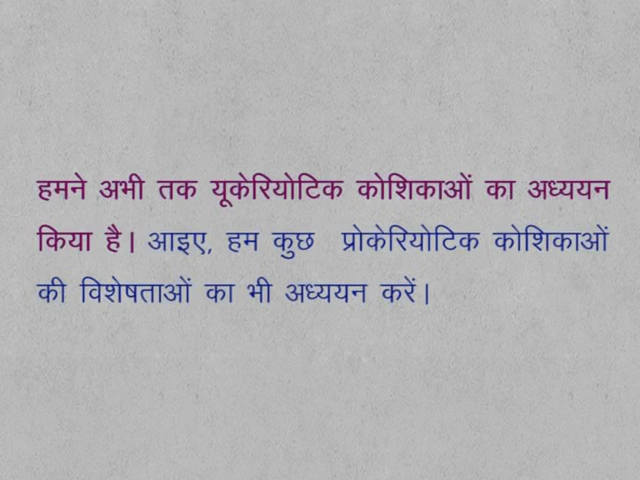 हमने अभी तक यूकेरियोटिक कोशिकाओं का अध्ययन
किया है। आइए, हम कुछ प्रोकेरियोटिक कोशिकाओं
की विशेषताओं का भी अध्ययन करें।